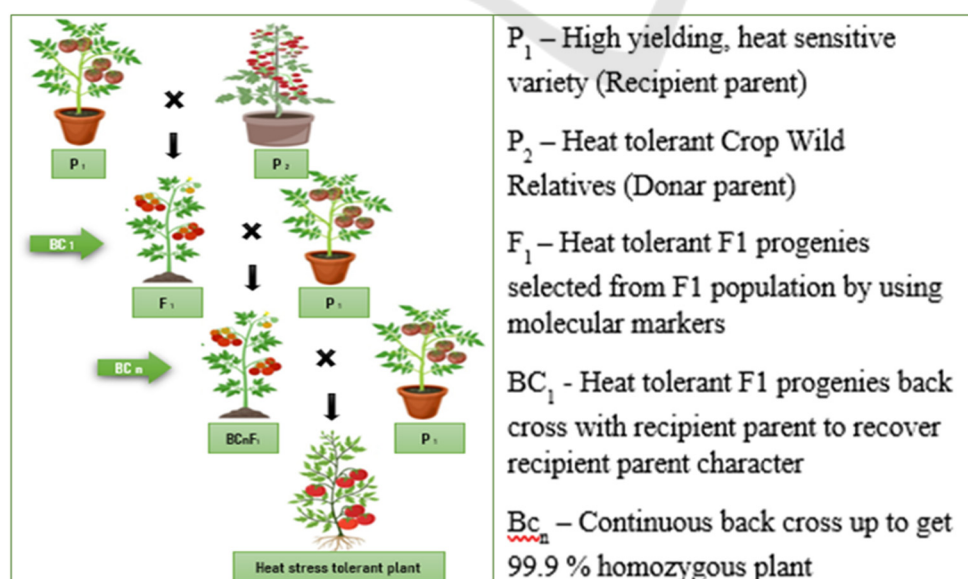 P₁
P₂
BC₁
F₁
P₁
BCₙ
BCnF₁
P₁
Heat stress tolerant plant
P₁ – High yielding, heat sensitive
variety (Recipient parent)
P₂ – Heat tolerant Crop Wild
Relatives (Donar parent)
F₁ – Heat tolerant F1 progenies
selected from F1 population by using
molecular markers
BC₁ - Heat tolerant F1 progenies back
cross with recipient parent to recover
recipient parent character
Bcₙ – Continuous back cross up to get
99.9 % homozygous plant